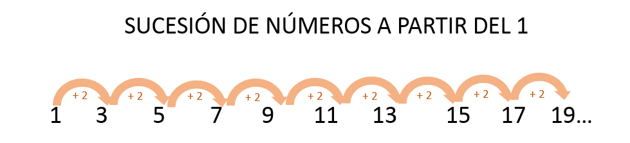 SUCESIÓN DE NÚMEROS A PARTIR DEL 1
+ 2 + 2 + 2 + 2 + 2 + 2 + 2 + 2 + 2
1 3 5 7 9 11 13 15 17 19...